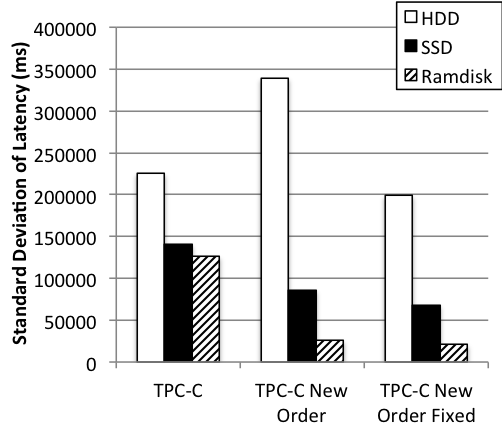 HDD
SSD
Ramdisk
Standard Deviation of Latency (ms)
400000
350000
300000
250000
200000
150000
100000
50000
0
TPC-C
TPC-C New
Order
TPC-C New
Order Fixed